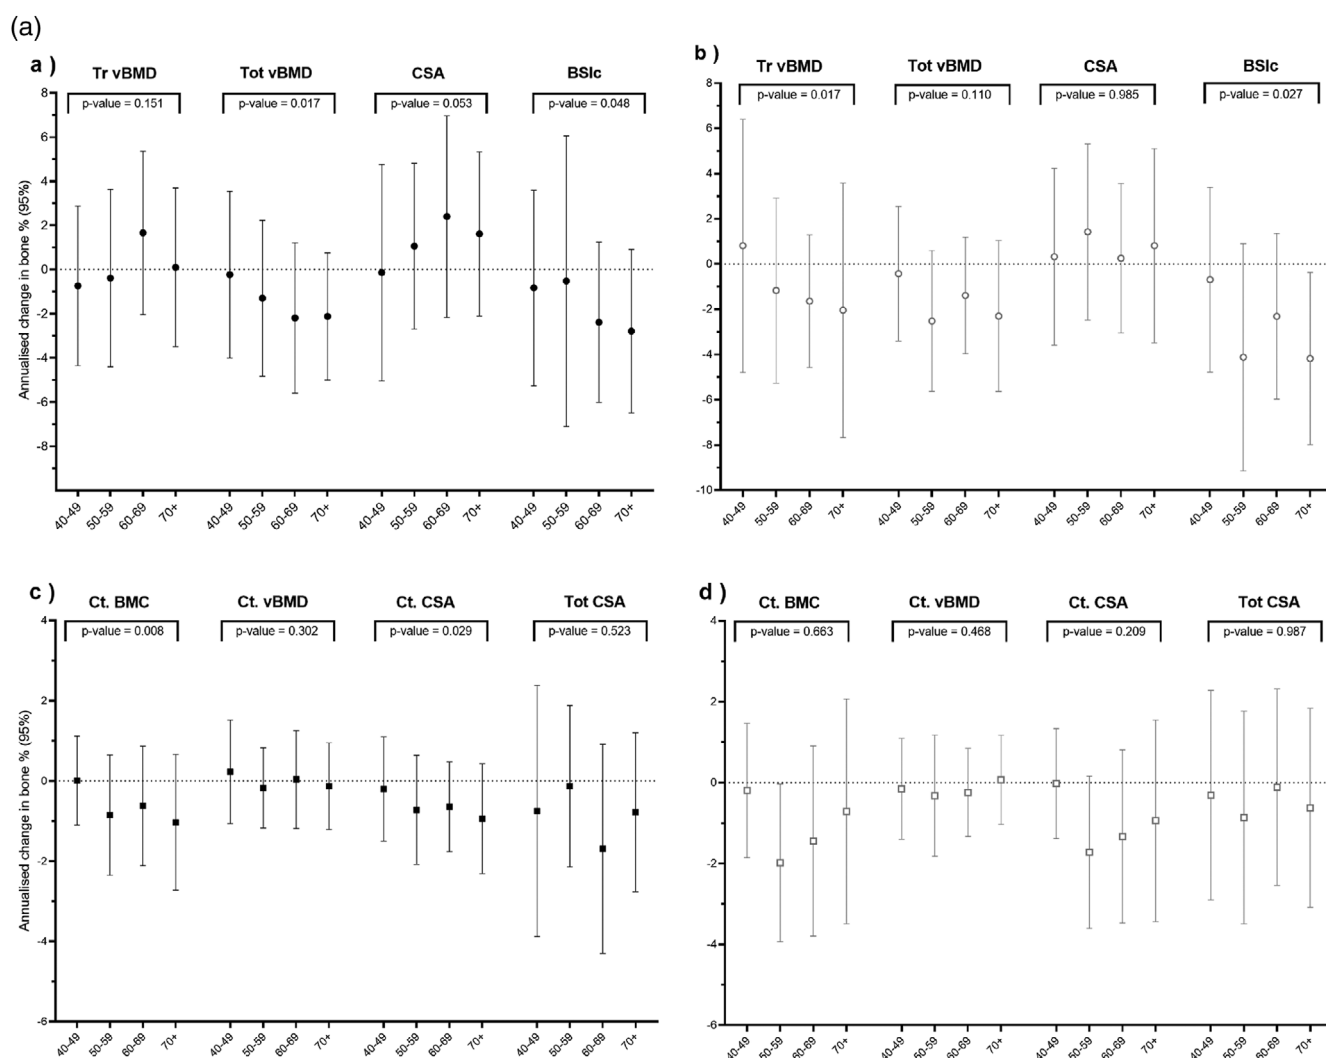 (a)
a )
Tr vBMD Tot vBMD CSA BSIc
p-value = 0.151 p-value = 0.017 p-value = 0.053 p-value = 0.048
Annualised change in bone % (95%)
8
6
4
2
0
-2
-4
-6
-8
40-49 50-59 60-69 70+ 40-49 50-59 60-69 70+ 40-49 50-59 60-69 70+ 40-49 50-59 60-69 70+
b )
Tr vBMD Tot vBMD CSA BSIc
p-value = 0.017 p-value = 0.110 p-value = 0.985 p-value = 0.027
8
6
4
2
0
-2
-4
-6
-8
-10
40-49 50-59 60-69 70+ 40-49 50-59 60-69 70+ 40-49 50-59 60-69 70+ 40-49 50-59 60-69 70+
c )
Ct. BMC Ct. vBMD Ct. CSA Tot CSA
p-value = 0.008 p-value = 0.302 p-value = 0.029 p-value = 0.523
Annualised change in bone % (95%)
4
2
0
-2
-4
-6
40-49 50-59 60-69 70+ 40-49 50-59 60-69 70+ 40-49 50-59 60-69 70+ 40-49 50-59 60-69 70+
d )
Ct. BMC Ct. vBMD Ct. CSA Tot CSA
p-value = 0.663 p-value = 0.468 p-value = 0.209 p-value = 0.987
4
2
0
-2
-4
-6
40-49 50-59 60-69 70+ 40-49 50-59 60-69 70+ 40-49 50-59 60-69 70+ 40-49 50-59 60-69 70+